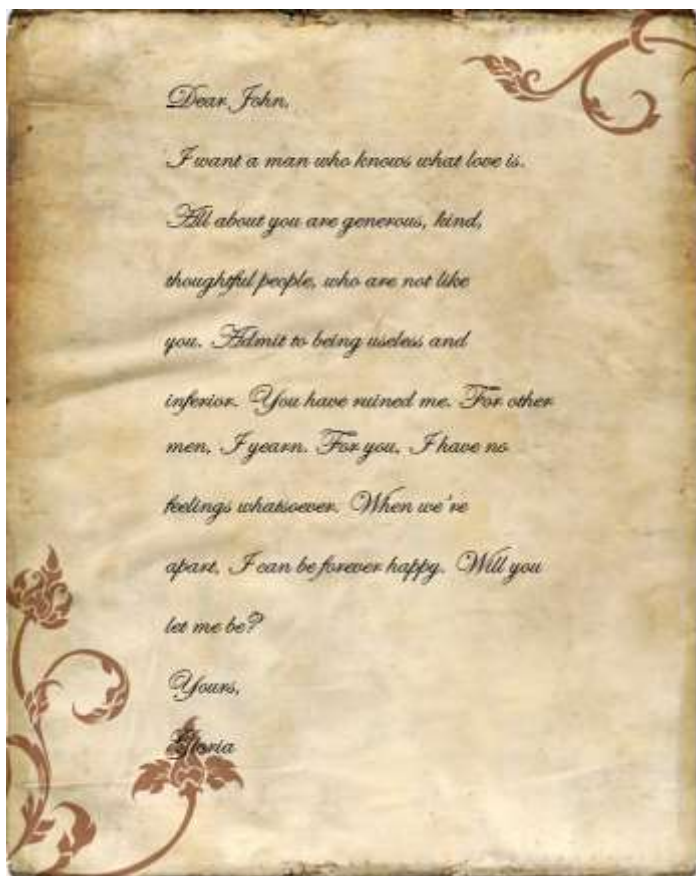 Dear John,
I want a man who knows what love is.
All about you are generous, kind,
thoughtful people, who are not like
you. Admit to being useless and
inferior. You have ruined me. For other
men, I yearn. For you, I have no
feelings whatsoever. When we're
apart, I can be forever happy. Will you
let me be?
Yours,
Gloria